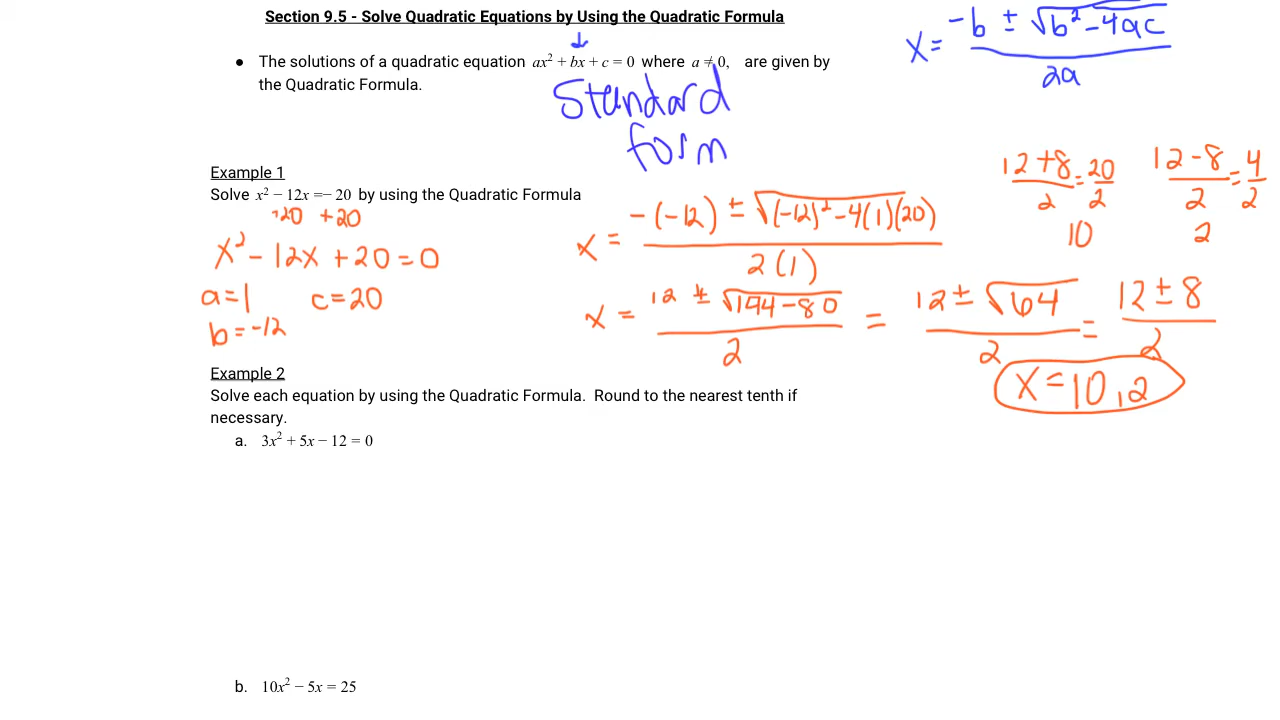 Section 9.5 - Solve Quadratic Equations by Using the Quadratic Formula
x = (-b ± √(b² - 4ac)) / 2a
● The solutions of a quadratic equation ax² + bx + c = 0 where a ≠ 0, are given by
the Quadratic Formula.
Standard
form
Example 1
Solve x² − 12x =− 20 by using the Quadratic Formula
+20 +20
x² - 12x + 20 = 0
a=1 c=20
b=-12
x = (-(-12) ± √((-12)² - 4(1)(20))) / 2(1)
x = (12 ± √(144-80)) / 2 = (12 ± √64) / 2 = (12 ± 8) / 2
(12+8)/2 = 20/2
10
(12-8)/2 = 4/2
2
x = 10, 2
Example 2
Solve each equation by using the Quadratic Formula. Round to the nearest tenth if
necessary.
a. 3x² + 5x − 12 = 0
b. 10x² − 5x = 25